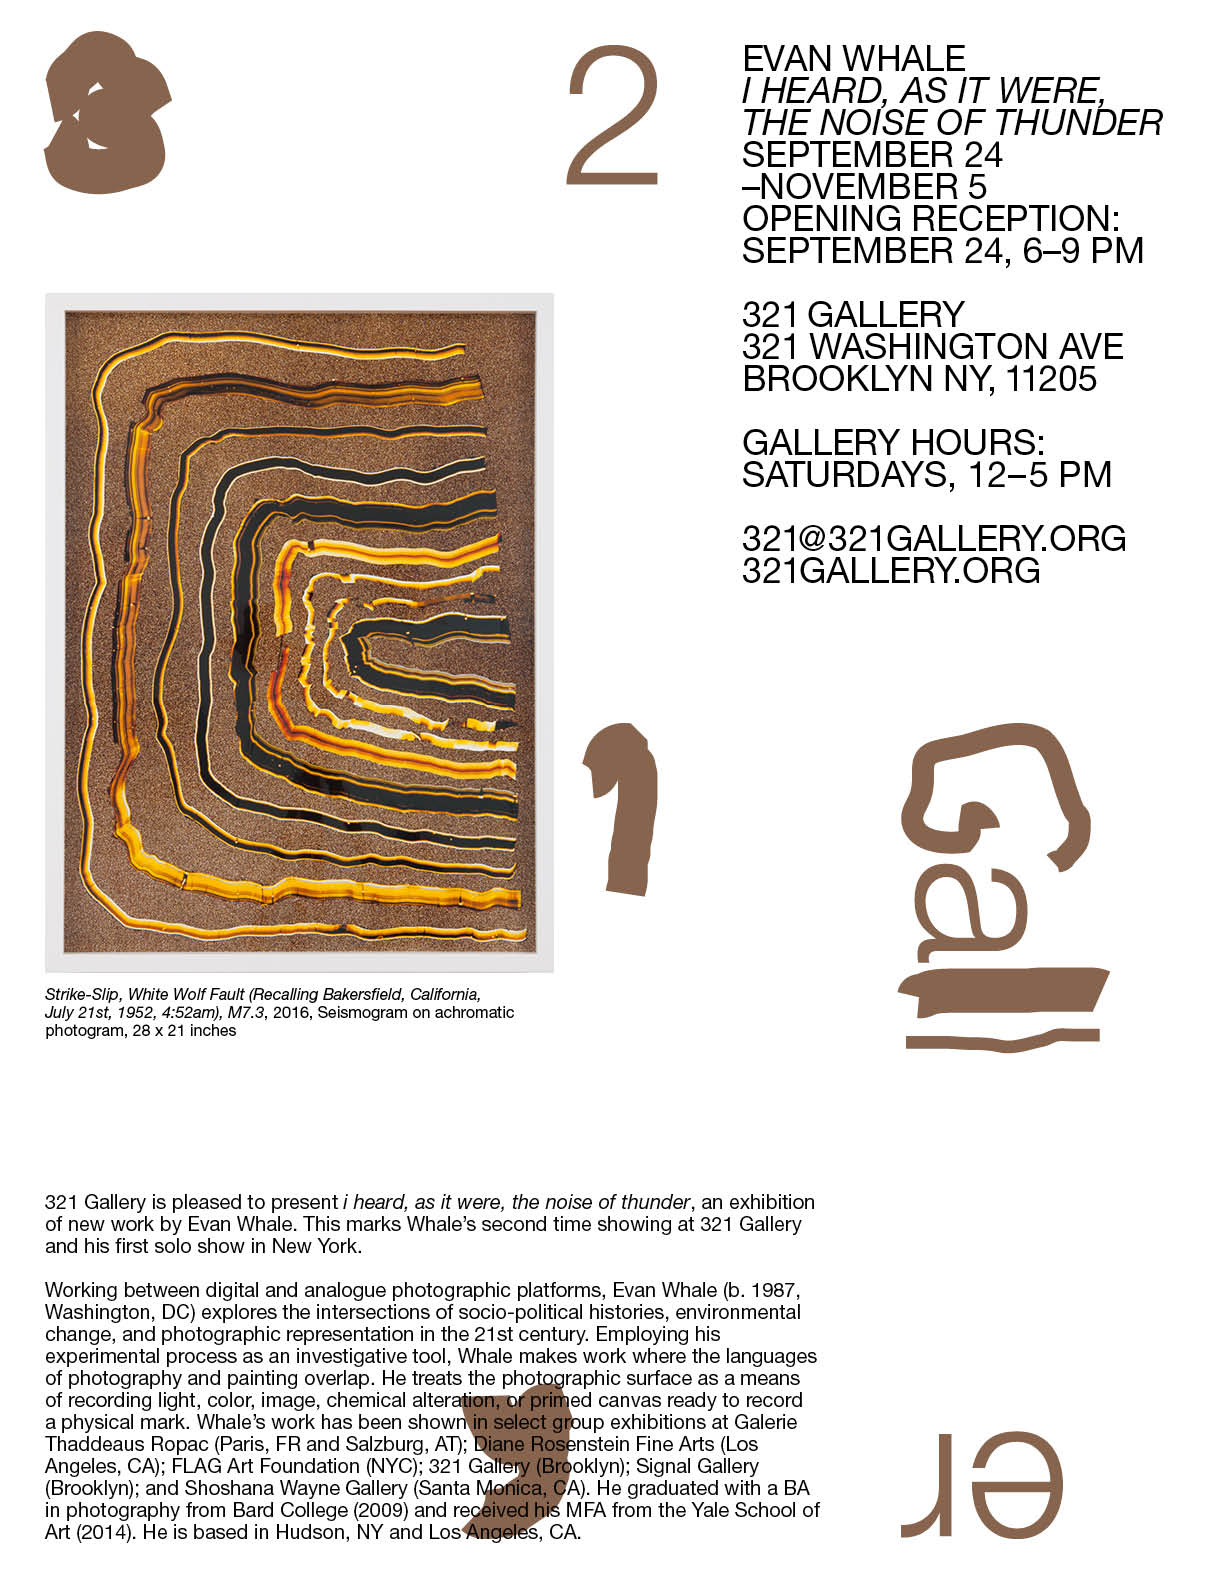 3
2
EVAN WHALE
I HEARD, AS IT WERE,
THE NOISE OF THUNDER
SEPTEMBER 24
–NOVEMBER 5
OPENING RECEPTION:
SEPTEMBER 24, 6–9 PM
321 GALLERY
321 WASHINGTON AVE
BROOKLYN NY, 11205
GALLERY HOURS:
SATURDAYS, 12–5 PM
321@321GALLERY.ORG
321GALLERY.ORG
1
Gall
Strike-Slip, White Wolf Fault (Recalling Bakersfield, California,
July 21st, 1952, 4:52am), M7.3, 2016, Seismogram on achromatic
photogram, 28 x 21 inches
321 Gallery is pleased to present i heard, as it were, the noise of thunder, an exhibition
of new work by Evan Whale. This marks Whale’s second time showing at 321 Gallery
and his first solo show in New York.
Working between digital and analogue photographic platforms, Evan Whale (b. 1987,
Washington, DC) explores the intersections of socio-political histories, environmental
change, and photographic representation in the 21st century. Employing his
experimental process as an investigative tool, Whale makes work where the languages
of photography and painting overlap. He treats the photographic surface as a means
of recording light, color, image, chemical alteration, or primed canvas ready to record
a physical mark. Whale’s work has been shown in select group exhibitions at Galerie
Thaddeaus Ropac (Paris, FR and Salzburg, AT); Diane Rosenstein Fine Arts (Los
Angeles, CA); FLAG Art Foundation (NYC); 321 Gallery (Brooklyn); Signal Gallery
(Brooklyn); and Shoshana Wayne Gallery (Santa Monica, CA). He graduated with a BA
in photography from Bard College (2009) and received his MFA from the Yale School of
Art (2014). He is based in Hudson, NY and Los Angeles, CA.
er
y